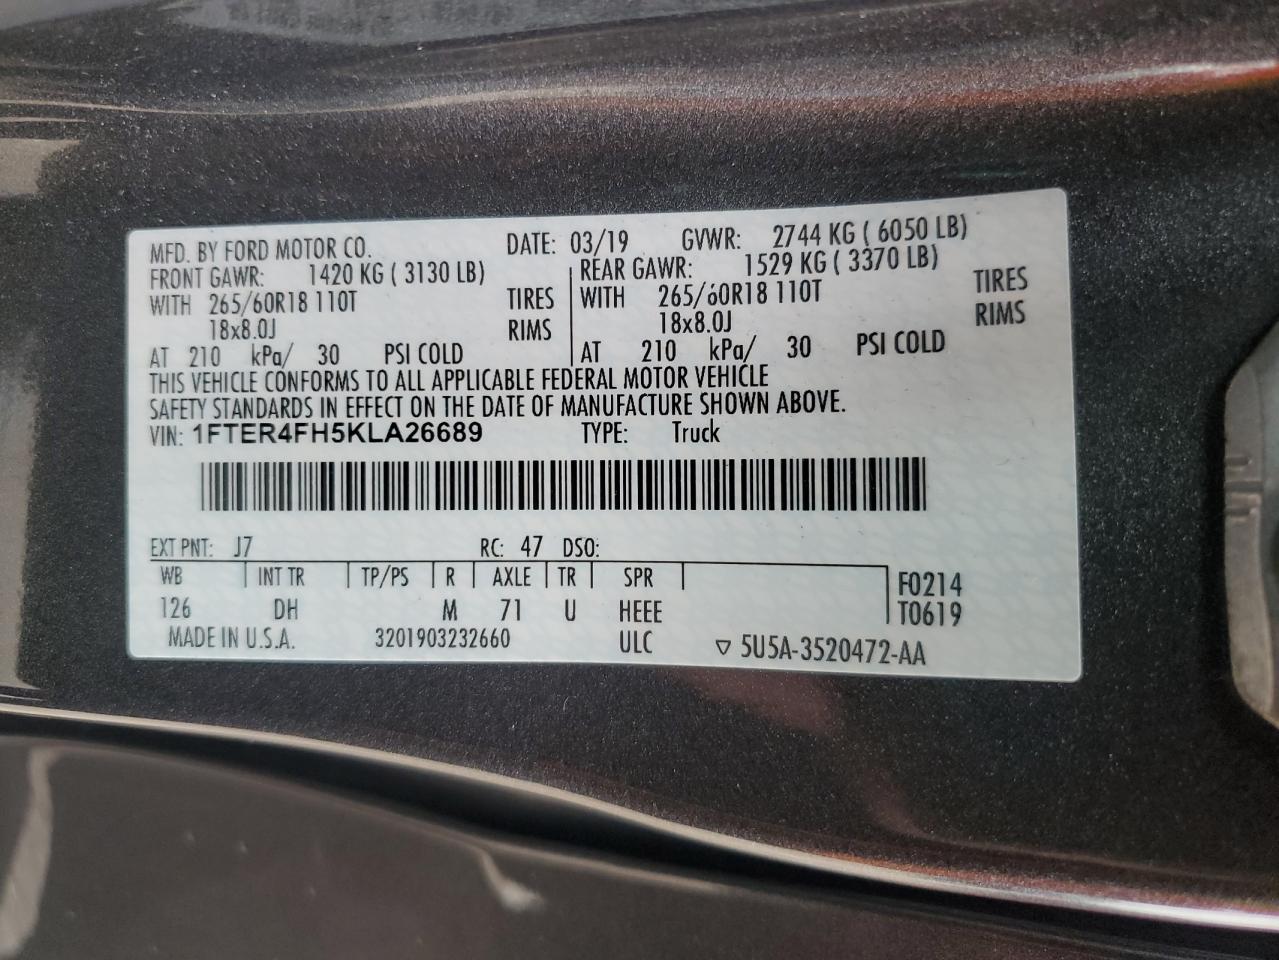 MFD. BY FORD MOTOR CO. DATE: 03/19 GVWR: 2744 KG ( 6050 LB)
FRONT GAWR: 1420 KG ( 3130 LB) REAR GAWR: 1529 KG ( 3370 LB)
WITH 265/60R18 110T TIRES WITH 265/60R18 110T TIRES
18x8.0J RIMS 18x8.0J RIMS
AT 210 kPa/ 30 PSI COLD AT 210 kPa/ 30 PSI COLD
THIS VEHICLE CONFORMS TO ALL APPLICABLE FEDERAL MOTOR VEHICLE
SAFETY STANDARDS IN EFFECT ON THE DATE OF MANUFACTURE SHOWN ABOVE.
VIN: 1FTER4FH5KLA26689 TYPE: Truck
EXT PNT: J7 RC: 47 DSO:
WB INT TR TP/PS R AXLE TR SPR F0214
126 DH M 71 U HEEE T0619
MADE IN U.S.A. 3201903232660 ULC ▽ 5U5A-3520472-AA